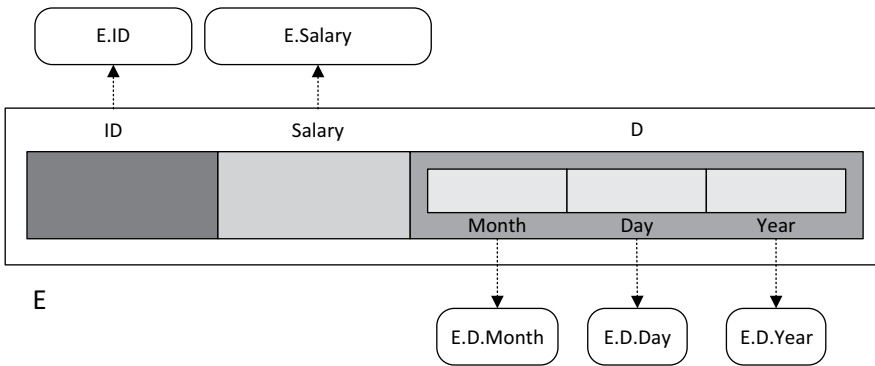 E.ID E.Salary
ID Salary D
Month Day Year
E
E.D.Month E.D.Day E.D.Year